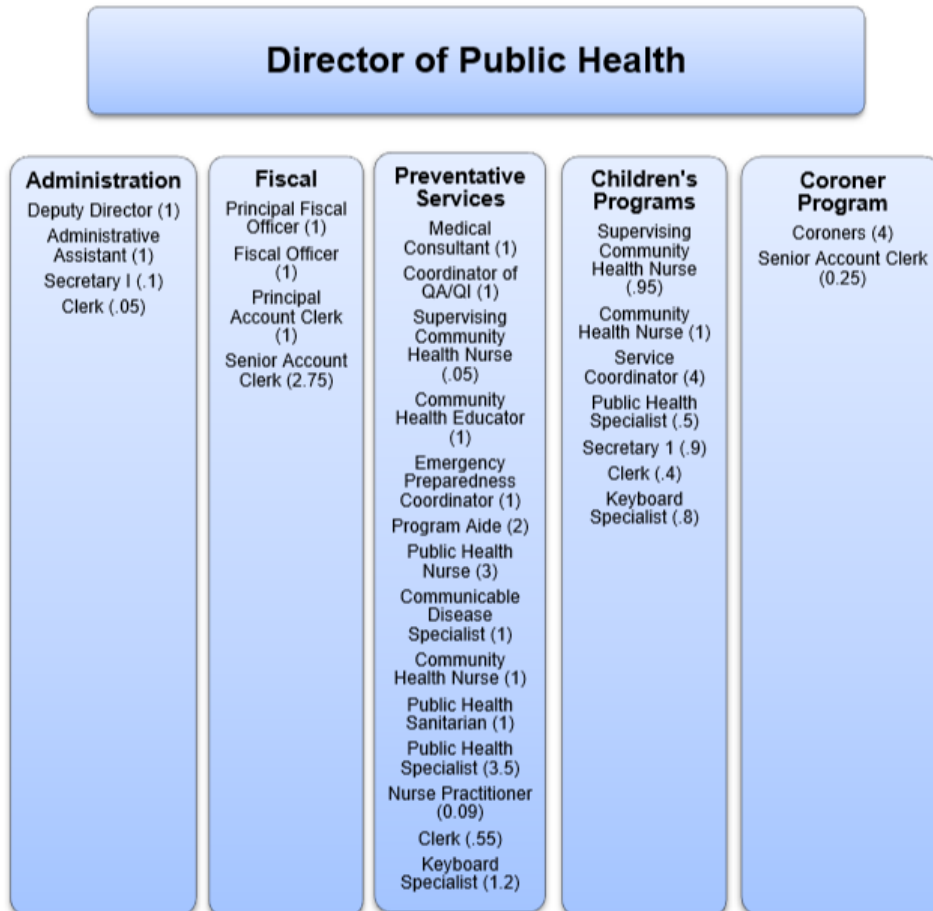 Director of Public Health
Administration
Deputy Director (1)
Administrative
Assistant (1)
Secretary I (.1)
Clerk (.05)
Fiscal
Principal Fiscal
Officer (1)
Fiscal Officer
(1)
Principal
Account Clerk
(1)
Senior Account
Clerk (2.75)
Preventative
Services
Medical
Consultant (1)
Coordinator of
QA/QI (1)
Supervising
Community
Health Nurse
(.05)
Community
Health Educator
(1)
Emergency
Preparedness
Coordinator (1)
Program Aide (2)
Public Health
Nurse (3)
Communicable
Disease
Specialist (1)
Community
Health Nurse (1)
Public Health
Sanitarian (1)
Public Health
Specialist (3.5)
Nurse Practitioner
(0.09)
Clerk (.55)
Keyboard
Specialist (1.2)
Children's
Programs
Supervising
Community
Health Nurse
(.95)
Community
Health Nurse (1)
Service
Coordinator (4)
Public Health
Specialist (.5)
Secretary 1 (.9)
Clerk (.4)
Keyboard
Specialist (.8)
Coroner
Program
Coroners (4)
Senior Account Clerk
(0.25)